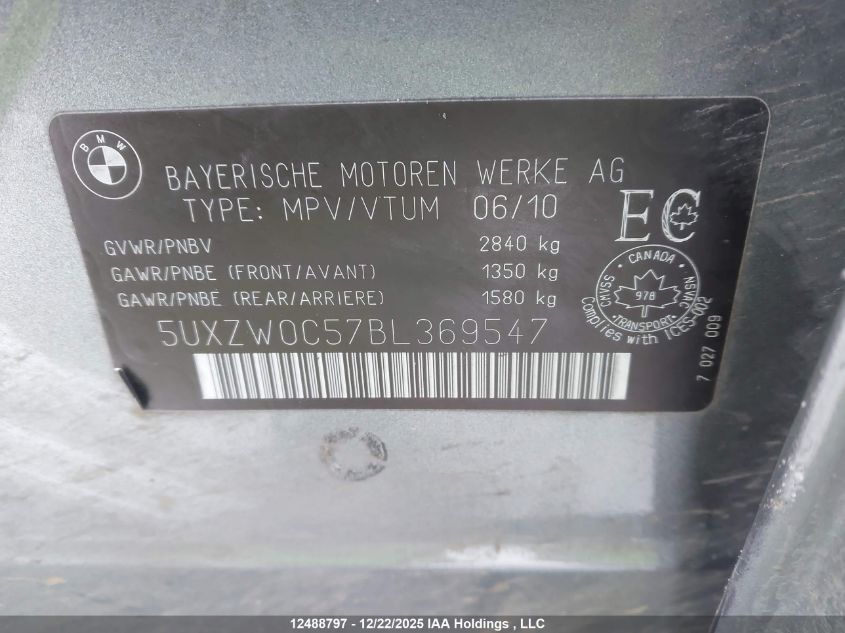 BMW
BAYERISCHE MOTOREN WERKE AG
TYPE: MPV/VTUM 06/10
EC
GVWR/PNBV 2840 kg
GAWR/PNBE (FRONT/AVANT) 1350 kg
GAWR/PNBE (REAR/ARRIERE) 1580 kg
CANADA
CMVSS
978
NSVAC
TRANSPORT
Complies with ICES-002
5UXZW0C57BL369547
7 027 009
12488797 - 12/22/2025 IAA Holdings , LLC